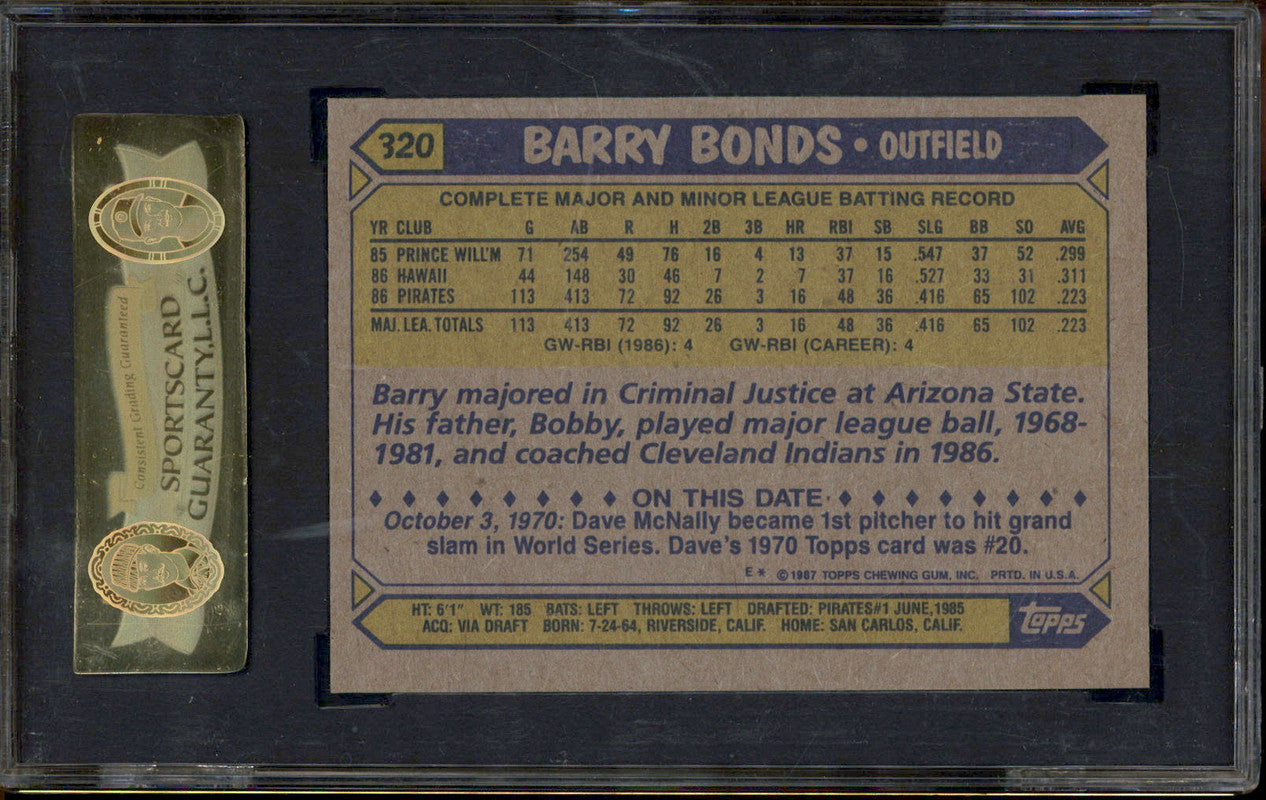 Consistent Grading Guaranteed
SPORTSCARD
GUARANTY,L.L.C.
320 BARRY BONDS • OUTFIELD
COMPLETE MAJOR AND MINOR LEAGUE BATTING RECORD
YR CLUB G AB R H 2B 3B HR RBI SB SLG BB SO AVG
85 PRINCE WILL'M 71 254 49 76 16 4 13 37 15 .547 37 52 .299
86 HAWAII 44 148 30 46 7 2 7 37 16 .527 33 31 .311
86 PIRATES 113 413 72 92 26 3 16 48 36 .416 65 102 .223
MAJ. LEA. TOTALS 113 413 72 92 26 3 16 48 36 .416 65 102 .223
GW-RBI (1986): 4 GW-RBI (CAREER): 4
Barry majored in Criminal Justice at Arizona State.
His father, Bobby, played major league ball, 1968-
1981, and coached Cleveland Indians in 1986.
ON THIS DATE
October 3, 1970: Dave McNally became 1st pitcher to hit grand
slam in World Series. Dave's 1970 Topps card was #20.
E* © 1987 TOPPS CHEWING GUM, INC. PRTD. IN U.S.A.
HT: 6'1" WT: 185 BATS: LEFT THROWS: LEFT DRAFTED: PIRATES#1 JUNE,1985
ACQ: VIA DRAFT BORN: 7-24-64, RIVERSIDE, CALIF. HOME: SAN CARLOS, CALIF.
Topps